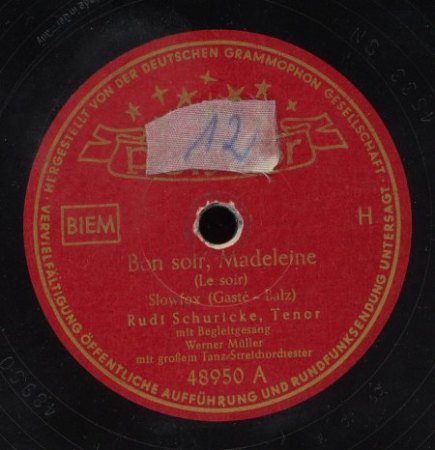 HERGESTELLT VON DER DEUTSCHEN GRAMMOPHON GESELLSCHAFT
12
BIEM
H
Bon soir, Madeleine
(Le soir)
Slowfox (Gasté - Balz)
Rudi Schuricke, Tenor
mit Begleitgesang
Werner Müller
mit großem Tanz-Streichorchester
48950 A
VERVIELFÄLTIGUNG ÖFFENTLICHE AUFFÜHRUNG UND RUNDFUNKSENDUNG UNTERSAGT